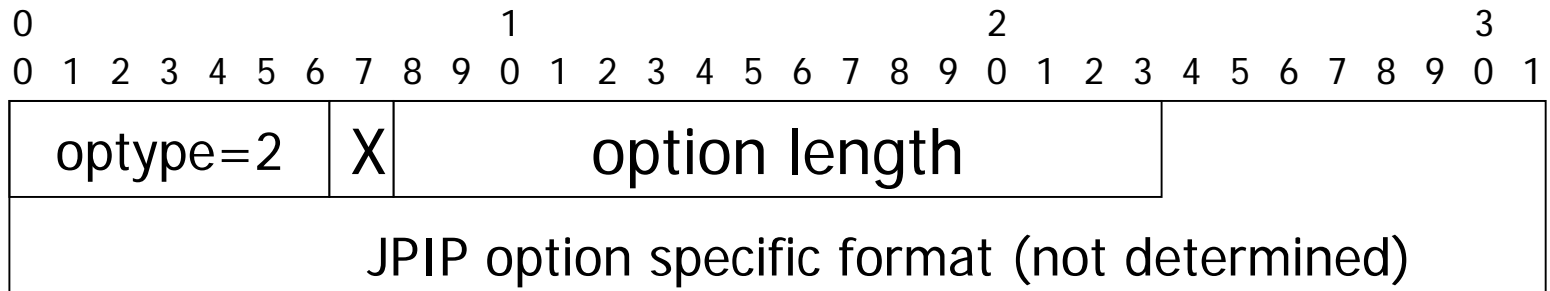 0 1 2 3
0 1 2 3 4 5 6 7 8 9 0 1 2 3 4 5 6 7 8 9 0 1 2 3 4 5 6 7 8 9 0 1
optype=2 X option length
JPIP option specific format (not determined)